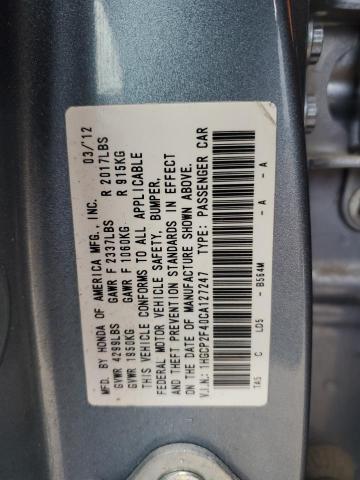 MFD. BY HONDA OF AMERICA MFG., INC. 03/'12
GVWR 4299LBS GAWR F 2337LBS R 2017LBS
GVWR 1950KG GAWR F 1060KG R 915KG
THIS VEHICLE CONFORMS TO ALL APPLICABLE
FEDERAL MOTOR VEHICLE SAFETY, BUMPER,
AND THEFT PREVENTION STANDARDS IN EFFECT
ON THE DATE OF MANUFACTURE SHOWN ABOVE.
V.I.N.: 1HGCP2F40CA127247 TYPE: PASSENGER CAR
TA5 C LD5 - B564M - A - A